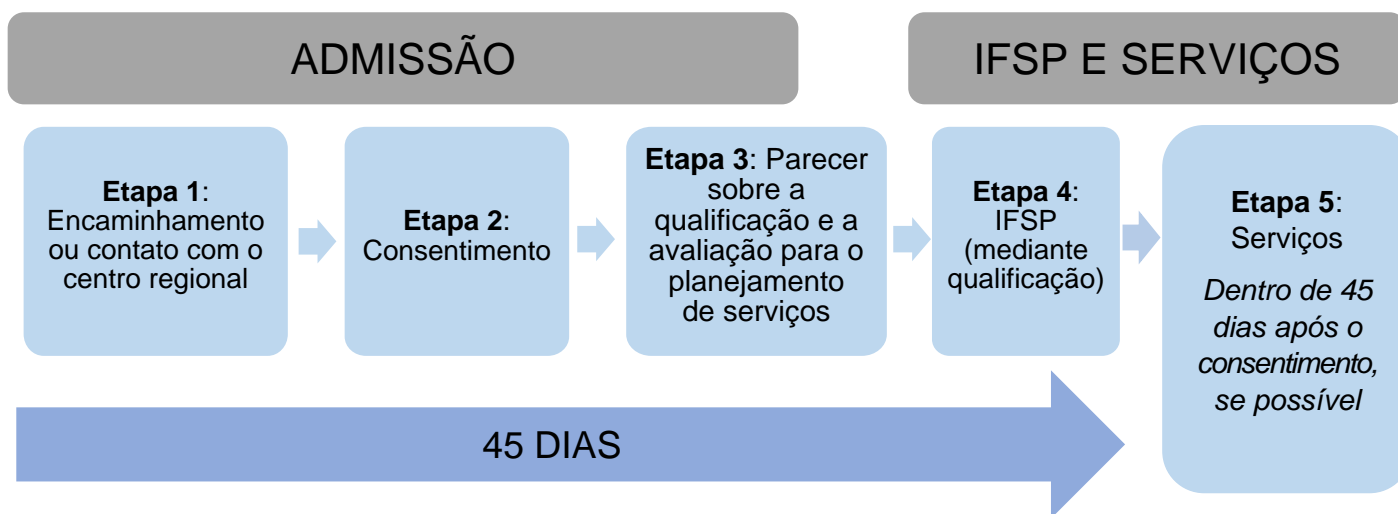 ADMISSÃO
IFSP E SERVIÇOS
Etapa 1:
Encaminhamento
ou contato com o
centro regional
Etapa 2:
Consentimento
Etapa 3: Parecer
sobre a
qualificação e a
avaliação para o
planejamento
de serviços
Etapa 4:
IFSP
(mediante
qualificação)
Etapa 5:
Serviços
Dentro de 45
dias após o
consentimento,
se possível
45 DIAS